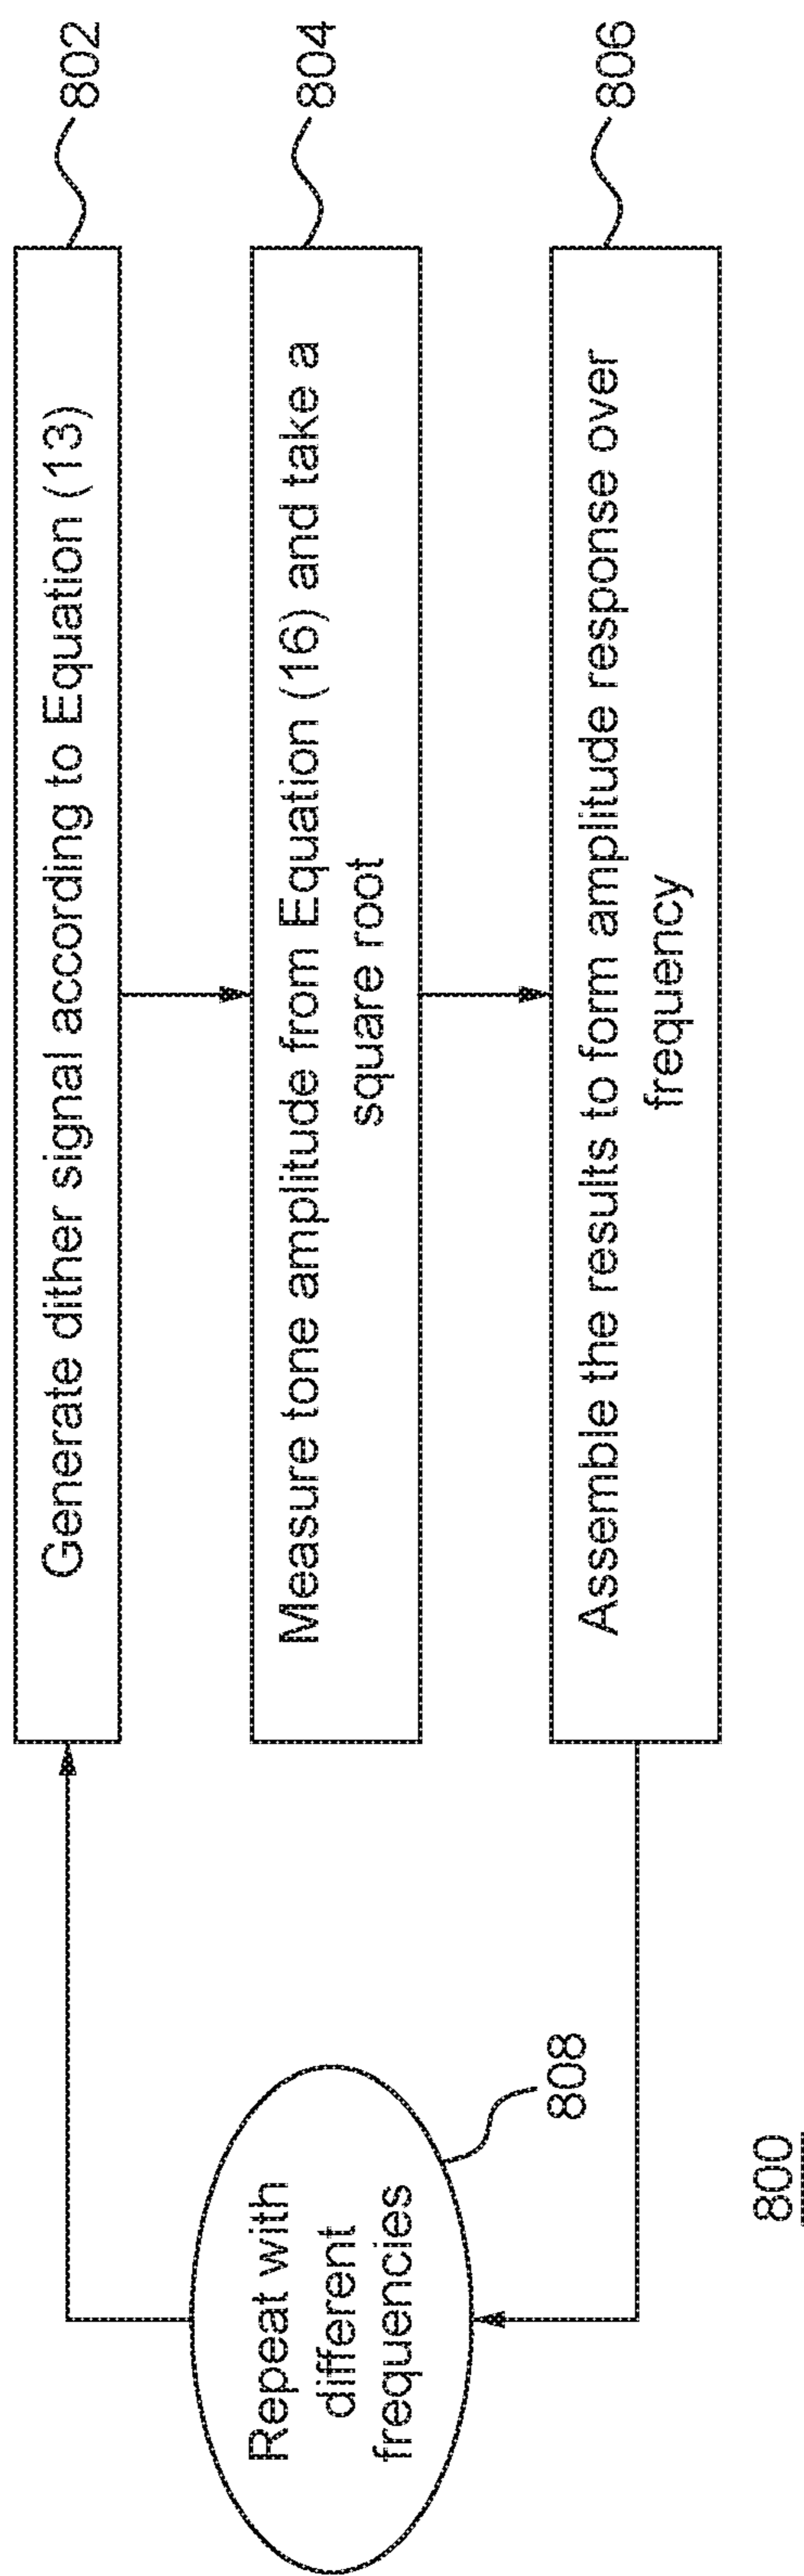 Generate dither signal according to Equation (13)
802
Measure tone amplitude from Equation (16) and take a
square root
804
Assemble the results to form amplitude response over
frequency
806
Repeat with
different
frequencies
808
800